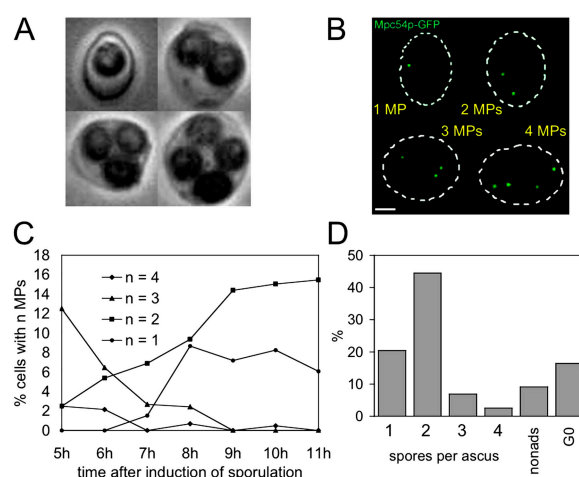 A
B
Mpc54p-GFP
1 MP
2 MPs
3 MPs
4 MPs
C
18
16
14
12
10
8
6
4
2
0
% cells with n MPs
n = 4
n = 3
n = 2
n = 1
5h 6h 7h 8h 9h 10h 11h
time after induction of sporulation
D
50
40
30
20
10
0
%
1 2 3 4 nonads G0
spores per ascus